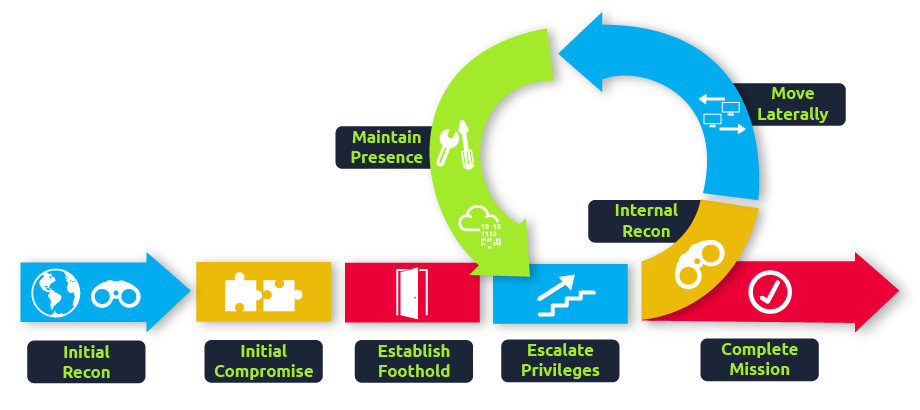 Move
Laterally
Maintain
Presence
10 10
1110
Internal
Recon
Initial
Recon
Initial
Compromise
Establish
Foothold
Escalate
Privileges
Complete
Mission